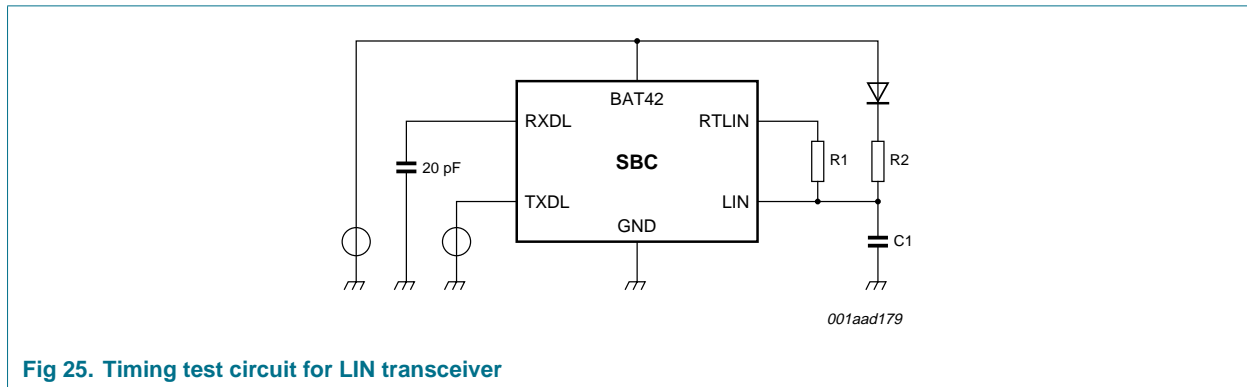 BAT42
RXDL
RTLIN
SBC
R1
R2
20 pF
TXDL
LIN
GND
C1
001aad179
Fig 25. Timing test circuit for LIN transceiver